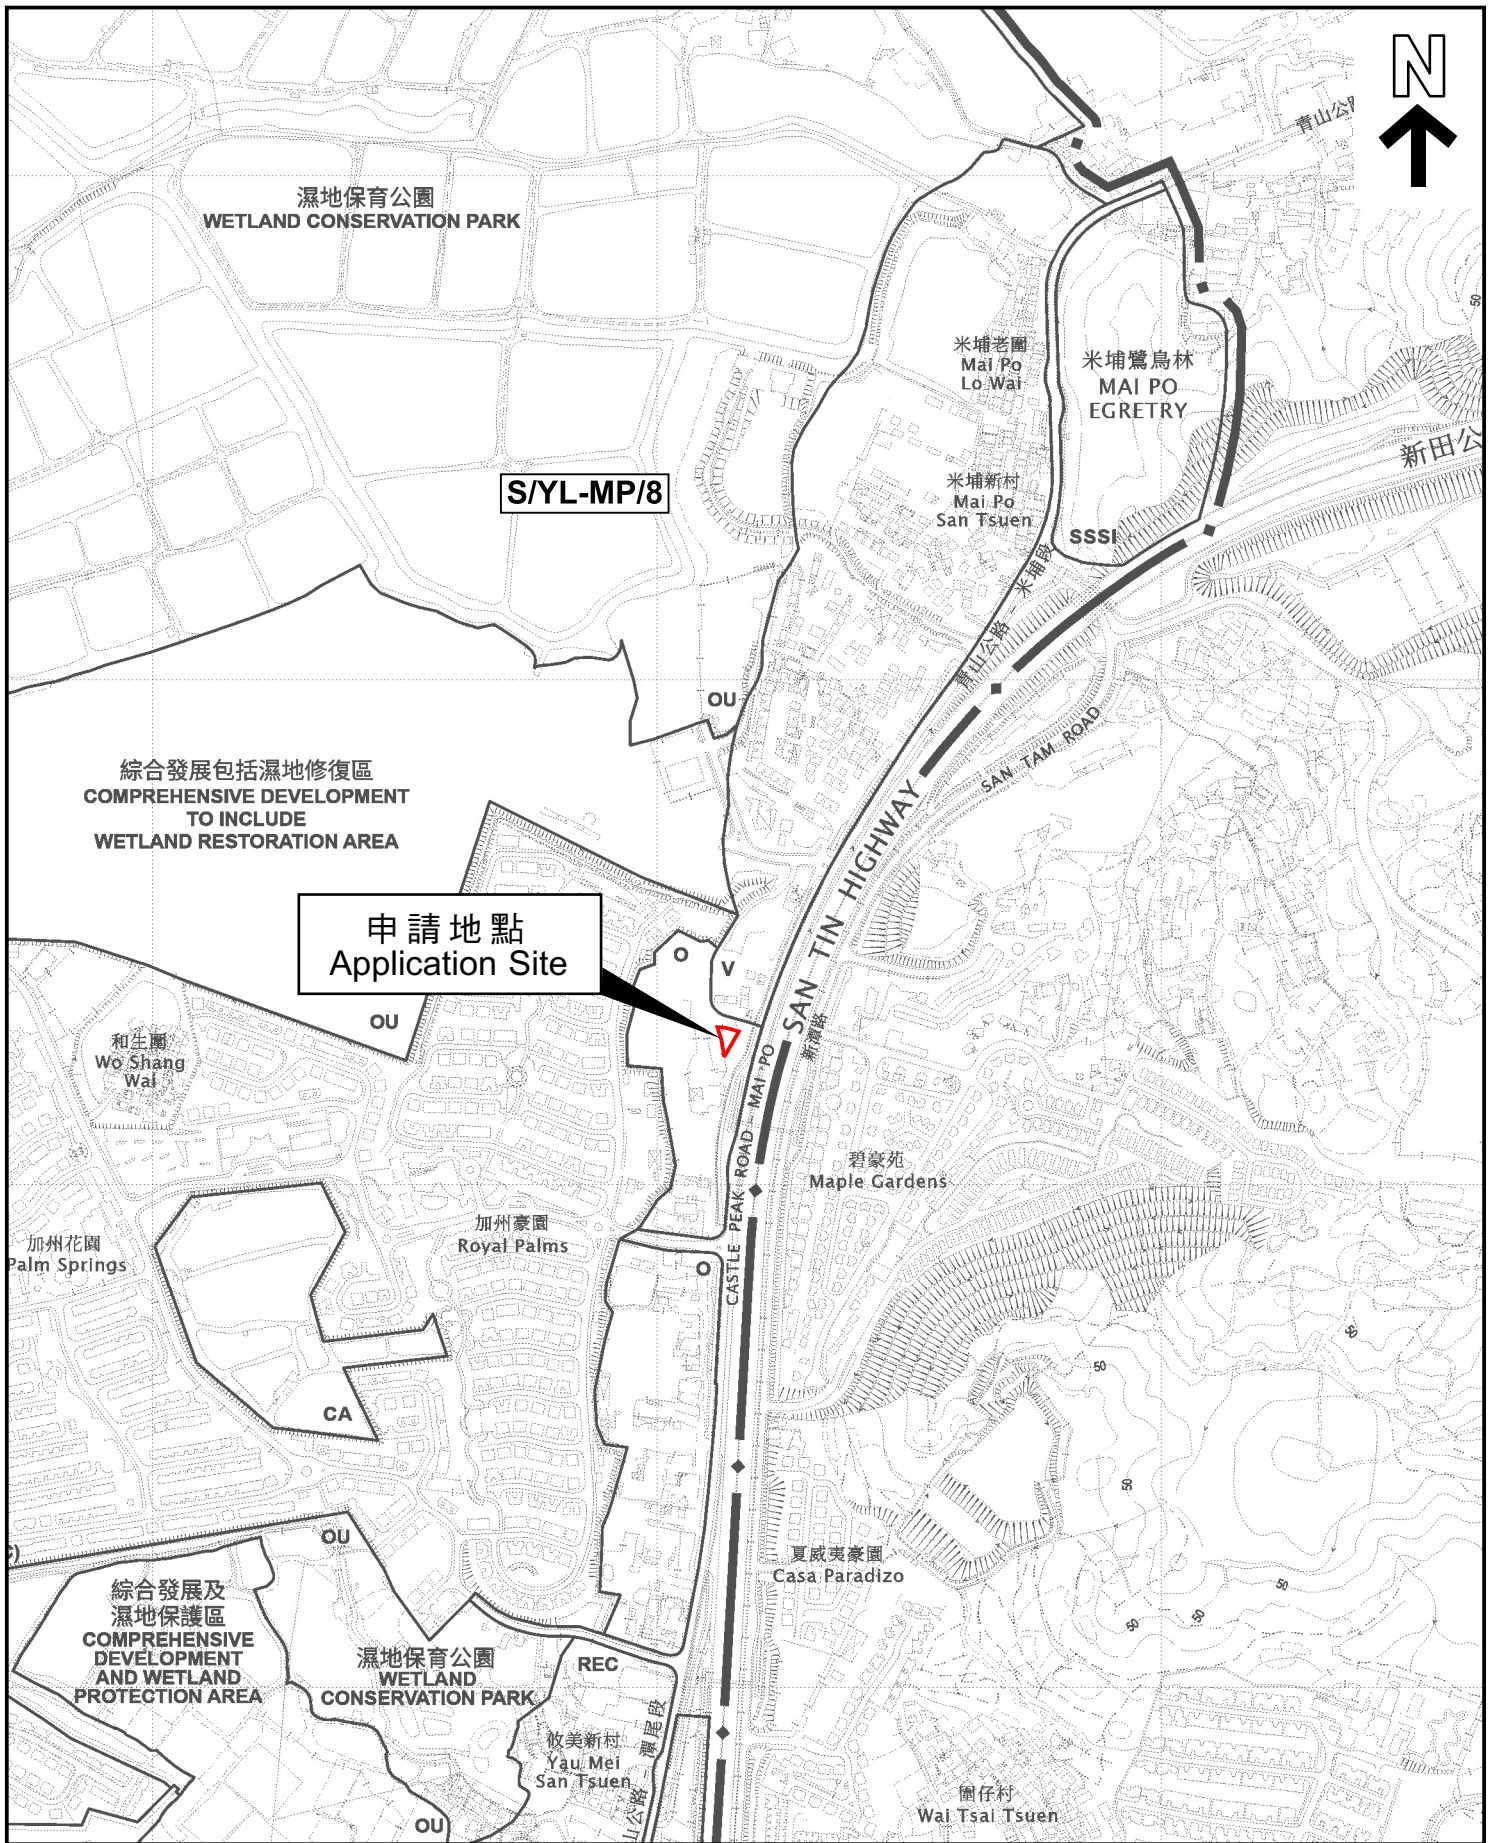 N
青山公
濕地保育公園
WETLAND CONSERVATION PARK
50
米埔老圍
Mai Po
Lo Wai
米埔鷺鳥林
MAI PO
EGRETRY
新田公
S/YL-MP/8
米埔新村
Mai Po
San Tsuen
SSSI
青山公路 - 米埔段
OU
SAN TAM ROAD
綜合發展包括濕地修復區
COMPREHENSIVE DEVELOPMENT
TO INCLUDE
WETLAND RESTORATION AREA
SAN TIN HIGHWAY
申請地點
Application Site
O
V
OU
新潭路
和生圍
Wo Shang
Wai
CASTLE PEAK ROAD - MAI PO
碧豪苑
Maple Gardens
加州豪園
Royal Palms
加州花園
Palm Springs
O
50
50
CA
50
OU
夏威夷豪園
Casa Paradizo
50
50
50
綜合發展及
濕地保護區
COMPREHENSIVE
DEVELOPMENT
AND WETLAND
PROTECTION AREA
濕地保育公園
WETLAND
CONSERVATION PARK
REC
攸美新村
Yau Mei
San Tsuen
山公路 潭尾段
圍仔村
Wai Tsai Tsuen
OU